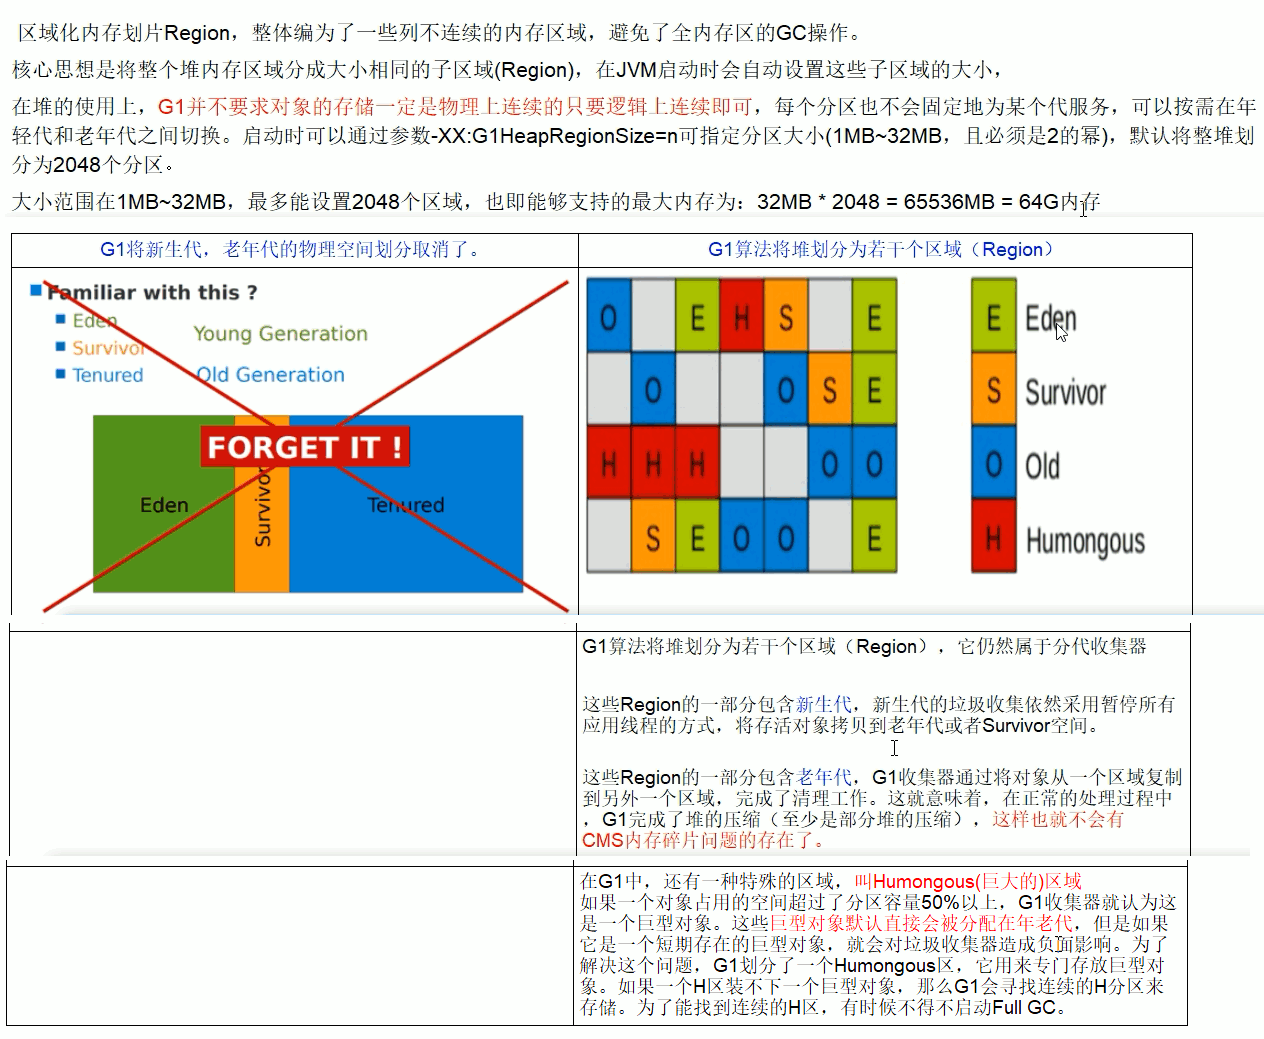 区域化内存划片Region，整体编为了一些列不连续的内存区域，避免了全内存区的GC操作。
核心思想是将整个堆内存区域分成大小相同的子区域(Region)，在JVM启动时会自动设置这些子区域的大小，
在堆的使用上，G1并不要求对象的存储一定是物理上连续的只要逻辑上连续即可，每个分区也不会固定地为某个代服务，可以按需在年
轻代和老年代之间切换。启动时可以通过参数-XX:G1HeapRegionSize=n可指定分区大小(1MB~32MB，且必须是2的幂)，默认将整堆划
分为2048个分区。
大小范围在1MB~32MB，最多能设置2048个区域，也即能够支持的最大内存为：32MB * 2048 = 65536MB = 64G内存
G1将新生代，老年代的物理空间划分取消了。
Familiar with this ?
Eden
Young Generation
Survivor
Tenured
Old Generation
FORGET IT !
Eden
Survivor
Tenured
G1算法将堆划分为若干个区域（Region）
O E H S E
O O S E
H H H O O
S E O O E
E Eden
S Survivor
O Old
H Humongous
G1算法将堆划分为若干个区域（Region），它仍然属于分代收集器
这些Region的一部分包含新生代，新生代的垃圾收集依然采用暂停所有
应用线程的方式，将存活对象拷贝到老年代或者Survivor空间。
这些Region的一部分包含老年代，G1收集器通过将对象从一个区域复制
到另外一个区域，完成了清理工作。这就意味着，在正常的处理过程中
，G1完成了堆的压缩（至少是部分堆的压缩），这样也就不会有
CMS内存碎片问题的存在了。
在G1中，还有一种特殊的区域，叫Humongous(巨大的)区域
如果一个对象占用的空间超过了分区容量50%以上，G1收集器就认为这
是一个巨型对象。这些巨型对象默认直接会被分配在年老代，但是如果
它是一个短期存在的巨型对象，就会对垃圾收集器造成负面影响。为了
解决这个问题，G1划分了一个Humongous区，它用来专门存放巨型对
象。如果一个H区装不下一个巨型对象，那么G1会寻找连续的H分区来
存储。为了能找到连续的H区，有时候不得不启动Full GC。